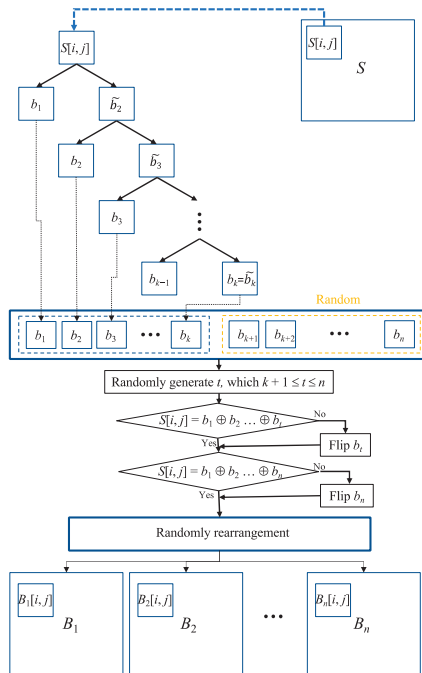 S[i, j]
S[i, j]
S
b₁
b̃₂
b₂
b̃₃
b₃
⋮
bₖ₋₁
bₖ=b̃ₖ
Random
b₁ b₂ b₃ ••• bₖ bₖ₊₁ bₖ₊₂ ••• bₙ
Randomly generate t, which k + 1 ≤ t ≤ n
S[i, j] = b₁ ⊕ b₂ … ⊕ bₜ
No
Yes
Flip bₜ
S[i, j] = b₁ ⊕ b₂ … ⊕ bₙ
No
Yes
Flip bₙ
Randomly rearrangement
B₁[i, j] B₂[i, j] Bₙ[i, j]
B₁ B₂ ••• Bₙ